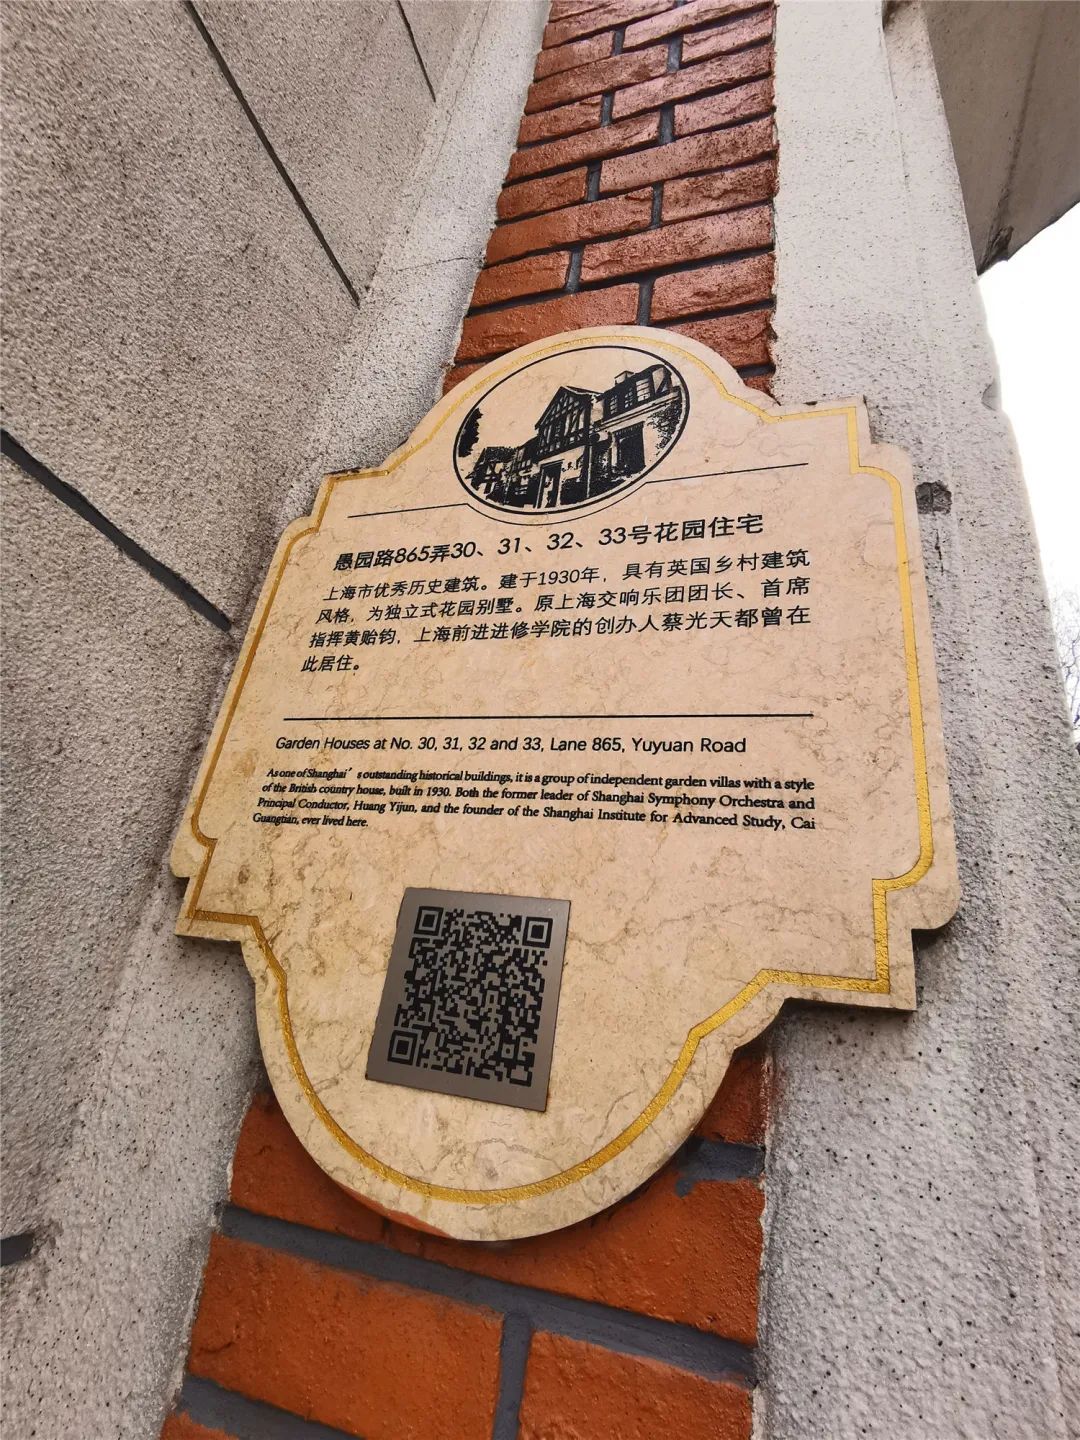 愚园路865弄30、31、32、33号花园住宅
上海市优秀历史建筑。建于1930年，具有英国乡村建筑
风格，为独立式花园别墅。原上海交响乐团团长、首席
指挥黄贻钧，上海前进进修学院的创办人蔡光天都曾在
此居住。
Garden Houses at No. 30, 31, 32 and 33, Lane 865, Yuyuan Road
As one of Shanghai’s outstanding historical buildings, it is a group of independent garden villas with a style
of the British country house, built in 1930. Both the former leader of Shanghai Symphony Orchestra and
Principal Conductor, Huang Yijun, and the founder of the Shanghai Institute for Advanced Study, Cai
Guangtian, ever lived here.